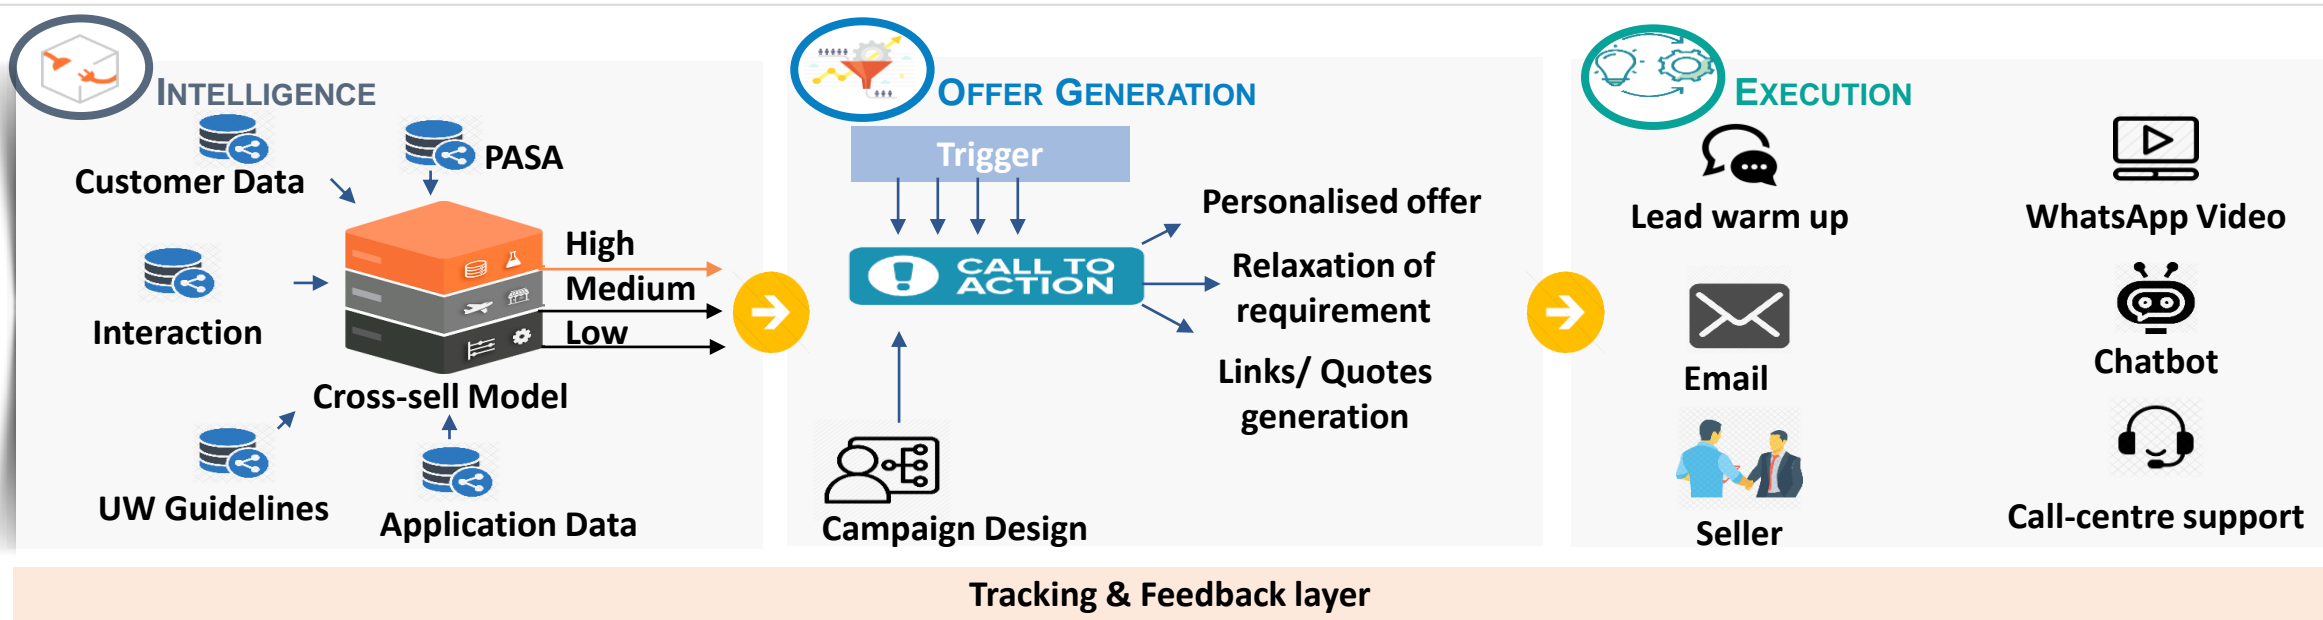 INTELLIGENCE
Customer Data
PASA
Interaction
High
Medium
Low
Cross-sell Model
UW Guidelines
Application Data
OFFER GENERATION
Trigger
CALL TO
ACTION
Personalised offer
Relaxation of
requirement
Links/ Quotes
generation
Campaign Design
EXECUTION
Lead warm up
WhatsApp Video
Email
Chatbot
Seller
Call-centre support
Tracking & Feedback layer